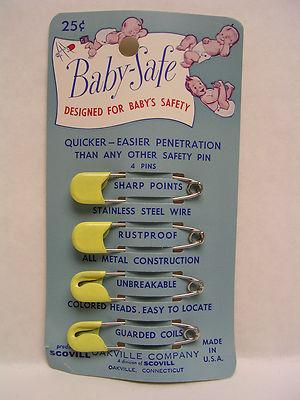 25¢
Baby-Safe
DESIGNED FOR BABY'S SAFETY
QUICKER—EASIER PENETRATION
THAN ANY OTHER SAFETY PIN
4 PINS
SHARP POINTS
STAINLESS STEEL WIRE
RUSTPROOF
ALL METAL CONSTRUCTION
UNBREAKABLE
COLORED HEADS, EASY TO LOCATE
GUARDED COILS
OAKVILLE COMPANY
A division of SCOVILL
OAKVILLE, CONNECTICUT
SCOVILL
MADE IN
U.S.A.